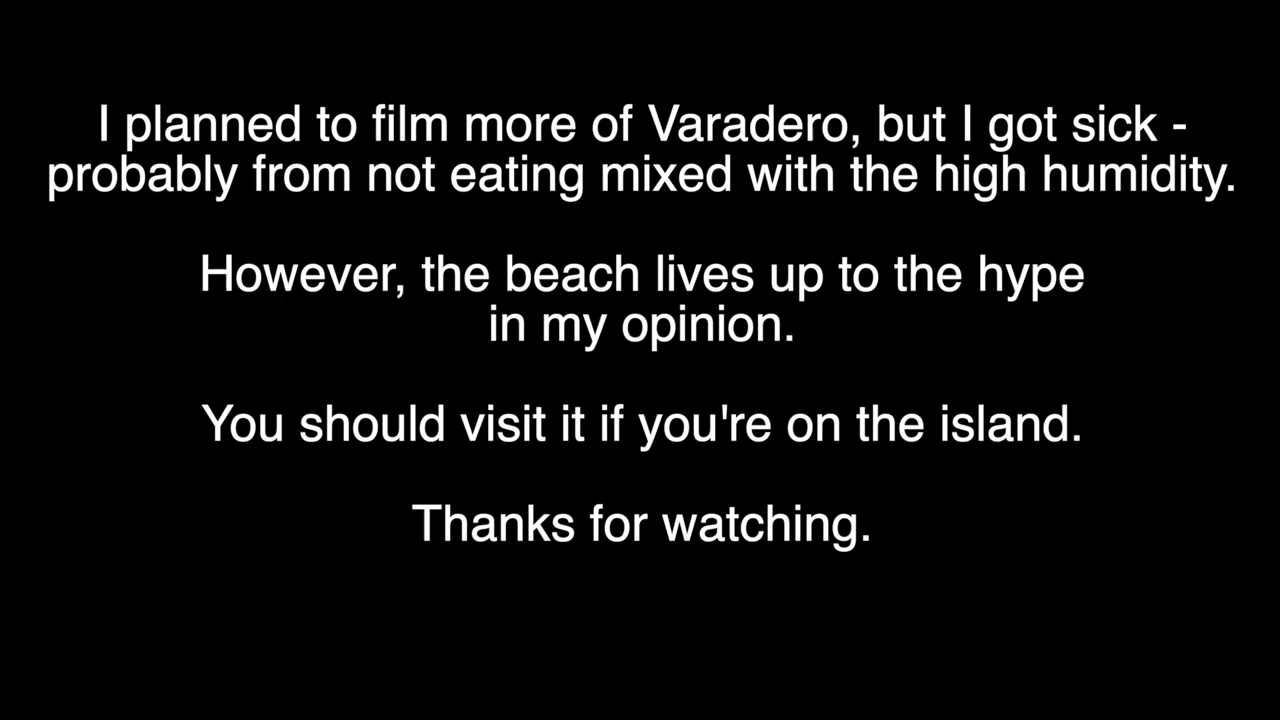 I planned to film more of Varadero, but I got sick -
probably from not eating mixed with the high humidity.
However, the beach lives up to the hype
in my opinion.
You should visit it if you're on the island.
Thanks for watching.